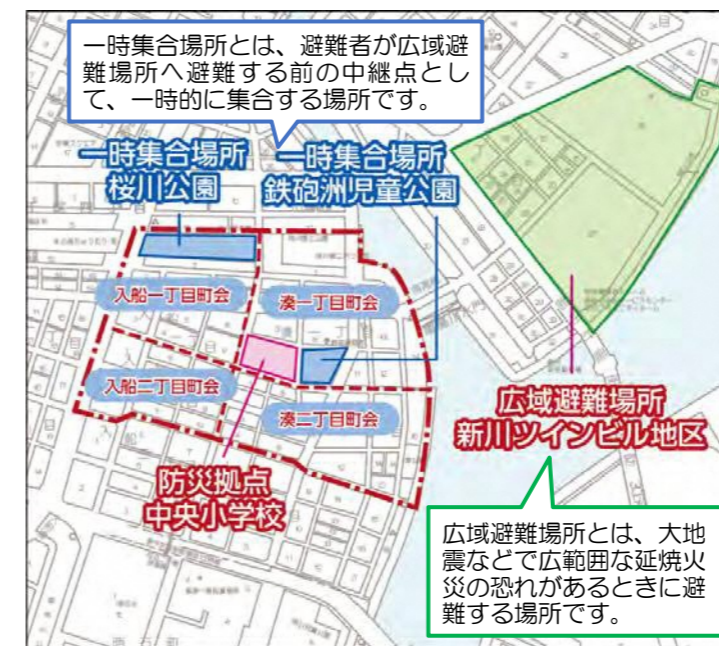 一時集合場所とは、避難者が広域避
難場所へ避難する前の中継点とし
て、一時的に集合する場所です。
一時集合場所
桜川公園
一時集合場所
鉄砲洲児童公園
入船一丁目町会
湊一丁目町会
入船二丁目町会
湊二丁目町会
防災拠点
中央小学校
広域避難場所
新川ツインビル地区
広域避難場所とは、大地
震などで広範囲な延焼火
災の恐れがあるときに避
難する場所です。